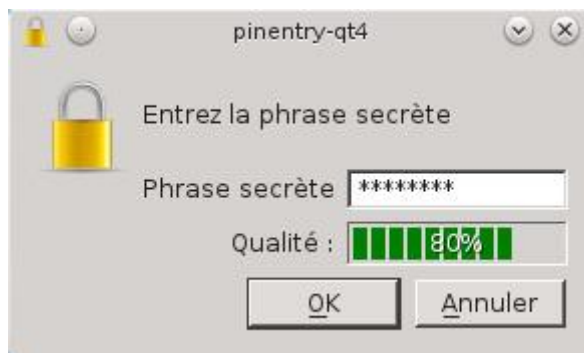 pinentry-qt4
Entrez la phrase secrète
Phrase secrète ********
Qualité : 80%
OK Annuler